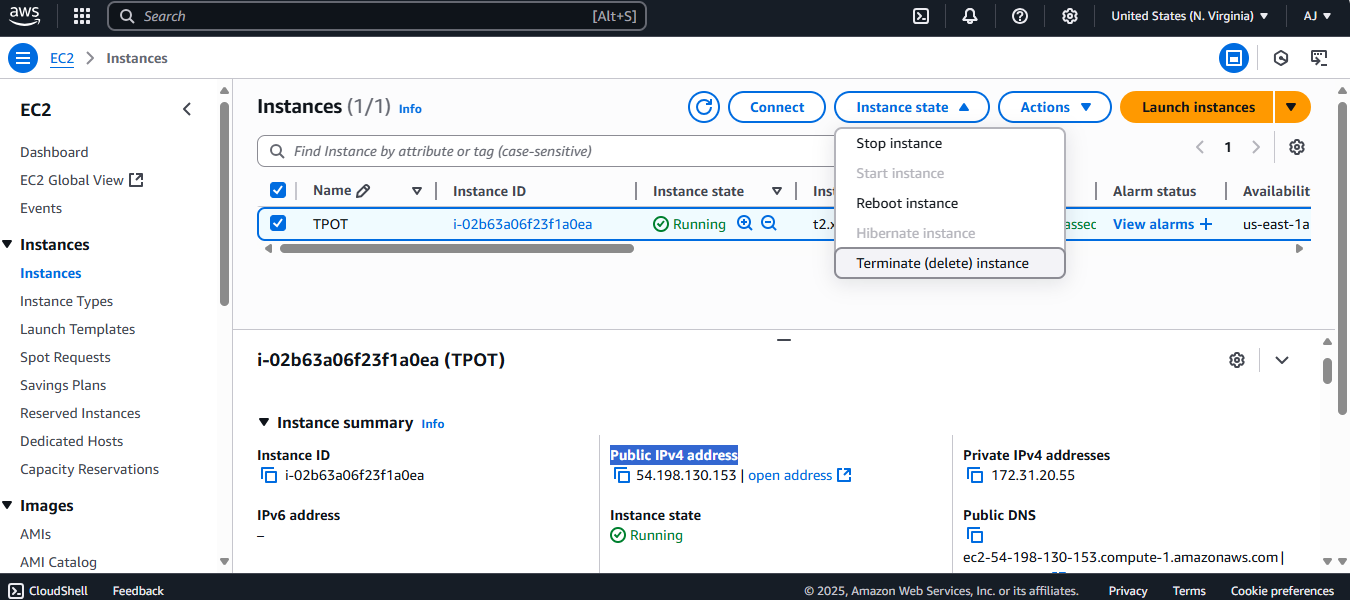 aws Search [Alt+S] United States (N. Virginia) AJ
EC2 Instances
EC2
Dashboard
EC2 Global View
Events
Instances
Instances
Instance Types
Launch Templates
Spot Requests
Savings Plans
Reserved Instances
Dedicated Hosts
Capacity Reservations
Images
AMIs
AMI Catalog
Instances (1/1) Info
Connect Instance state Actions Launch instances
Find Instance by attribute or tag (case-sensitive)
1
Stop instance
Start instance
Reboot instance
Hibernate instance
Terminate (delete) instance
Name Instance ID Instance state Alarm status
TPOT i-02b63a06f23f1a0ea Running View alarms + us-east-1a
i-02b63a06f23f1a0ea (TPOT)
Instance summary Info
Instance ID
i-02b63a06f23f1a0ea
Public IPv4 address
54.198.130.153 | open address
Private IPv4 addresses
172.31.20.55
IPv6 address
–
Instance state
Running
Public DNS
ec2-54-198-130-153.compute-1.amazonaws.com |
CloudShell Feedback © 2025, Amazon Web Services, Inc. or its affiliates. Privacy Terms Cookie preferences